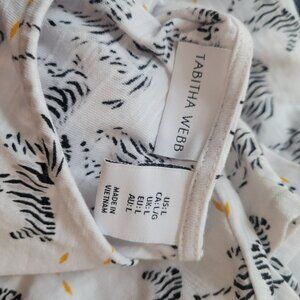 TABITHA WEBB
US: L
CA: L/G
UK: L
EU: L
AU: L
MADE IN
VIETNAM